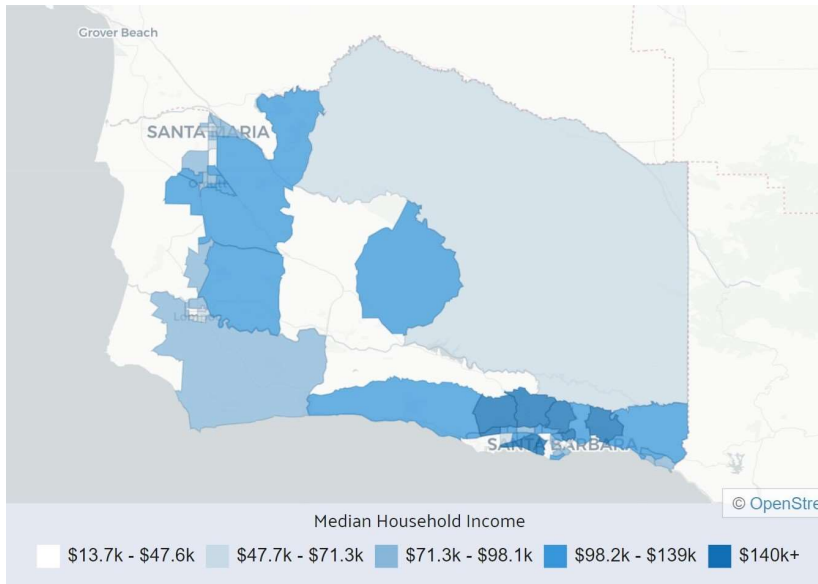 Grover Beach
SANTA MARIA
SANTA BARBARA
© OpenStre
Median Household Income
$13.7k - $47.6k
$47.7k - $71.3k
$71.3k - $98.1k
$98.2k - $139k
$140k+